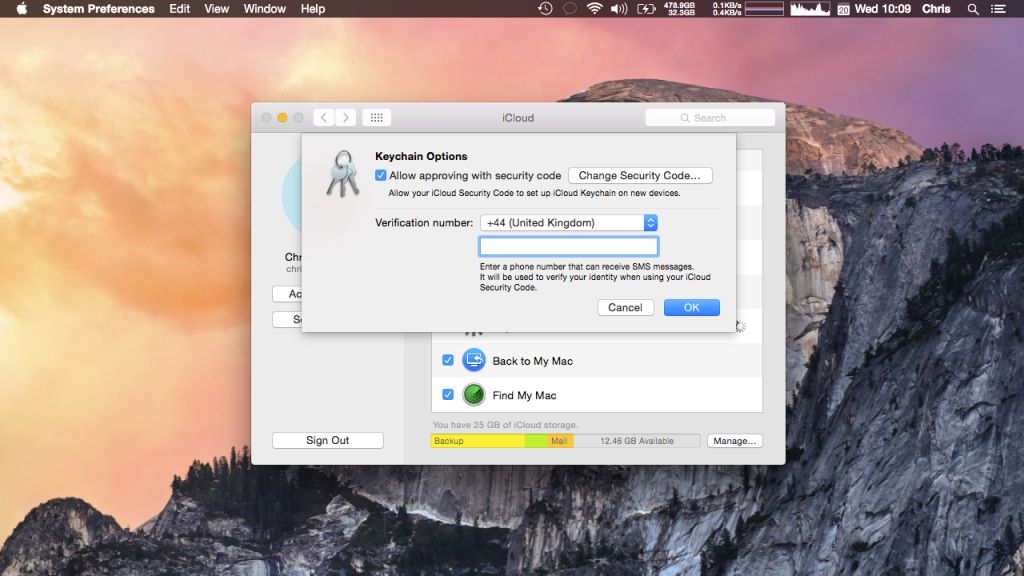 System Preferences Edit View Window Help 478.9GB 0.1KB/s Wed 10:09 Chris
32.3GB 0.4KB/s
20
iCloud Search
Keychain Options
Allow approving with security code Change Security Code...
Allow your iCloud Security Code to set up iCloud Keychain on new devices.
Verification number: +44 (United Kingdom)
Enter a phone number that can receive SMS messages.
It will be used to verify your identity when using your iCloud
Security Code.
Cancel OK
Back to My Mac
Find My Mac
You have 25 GB of iCloud storage.
Sign Out Backup Mail 12.46 GB Available Manage...